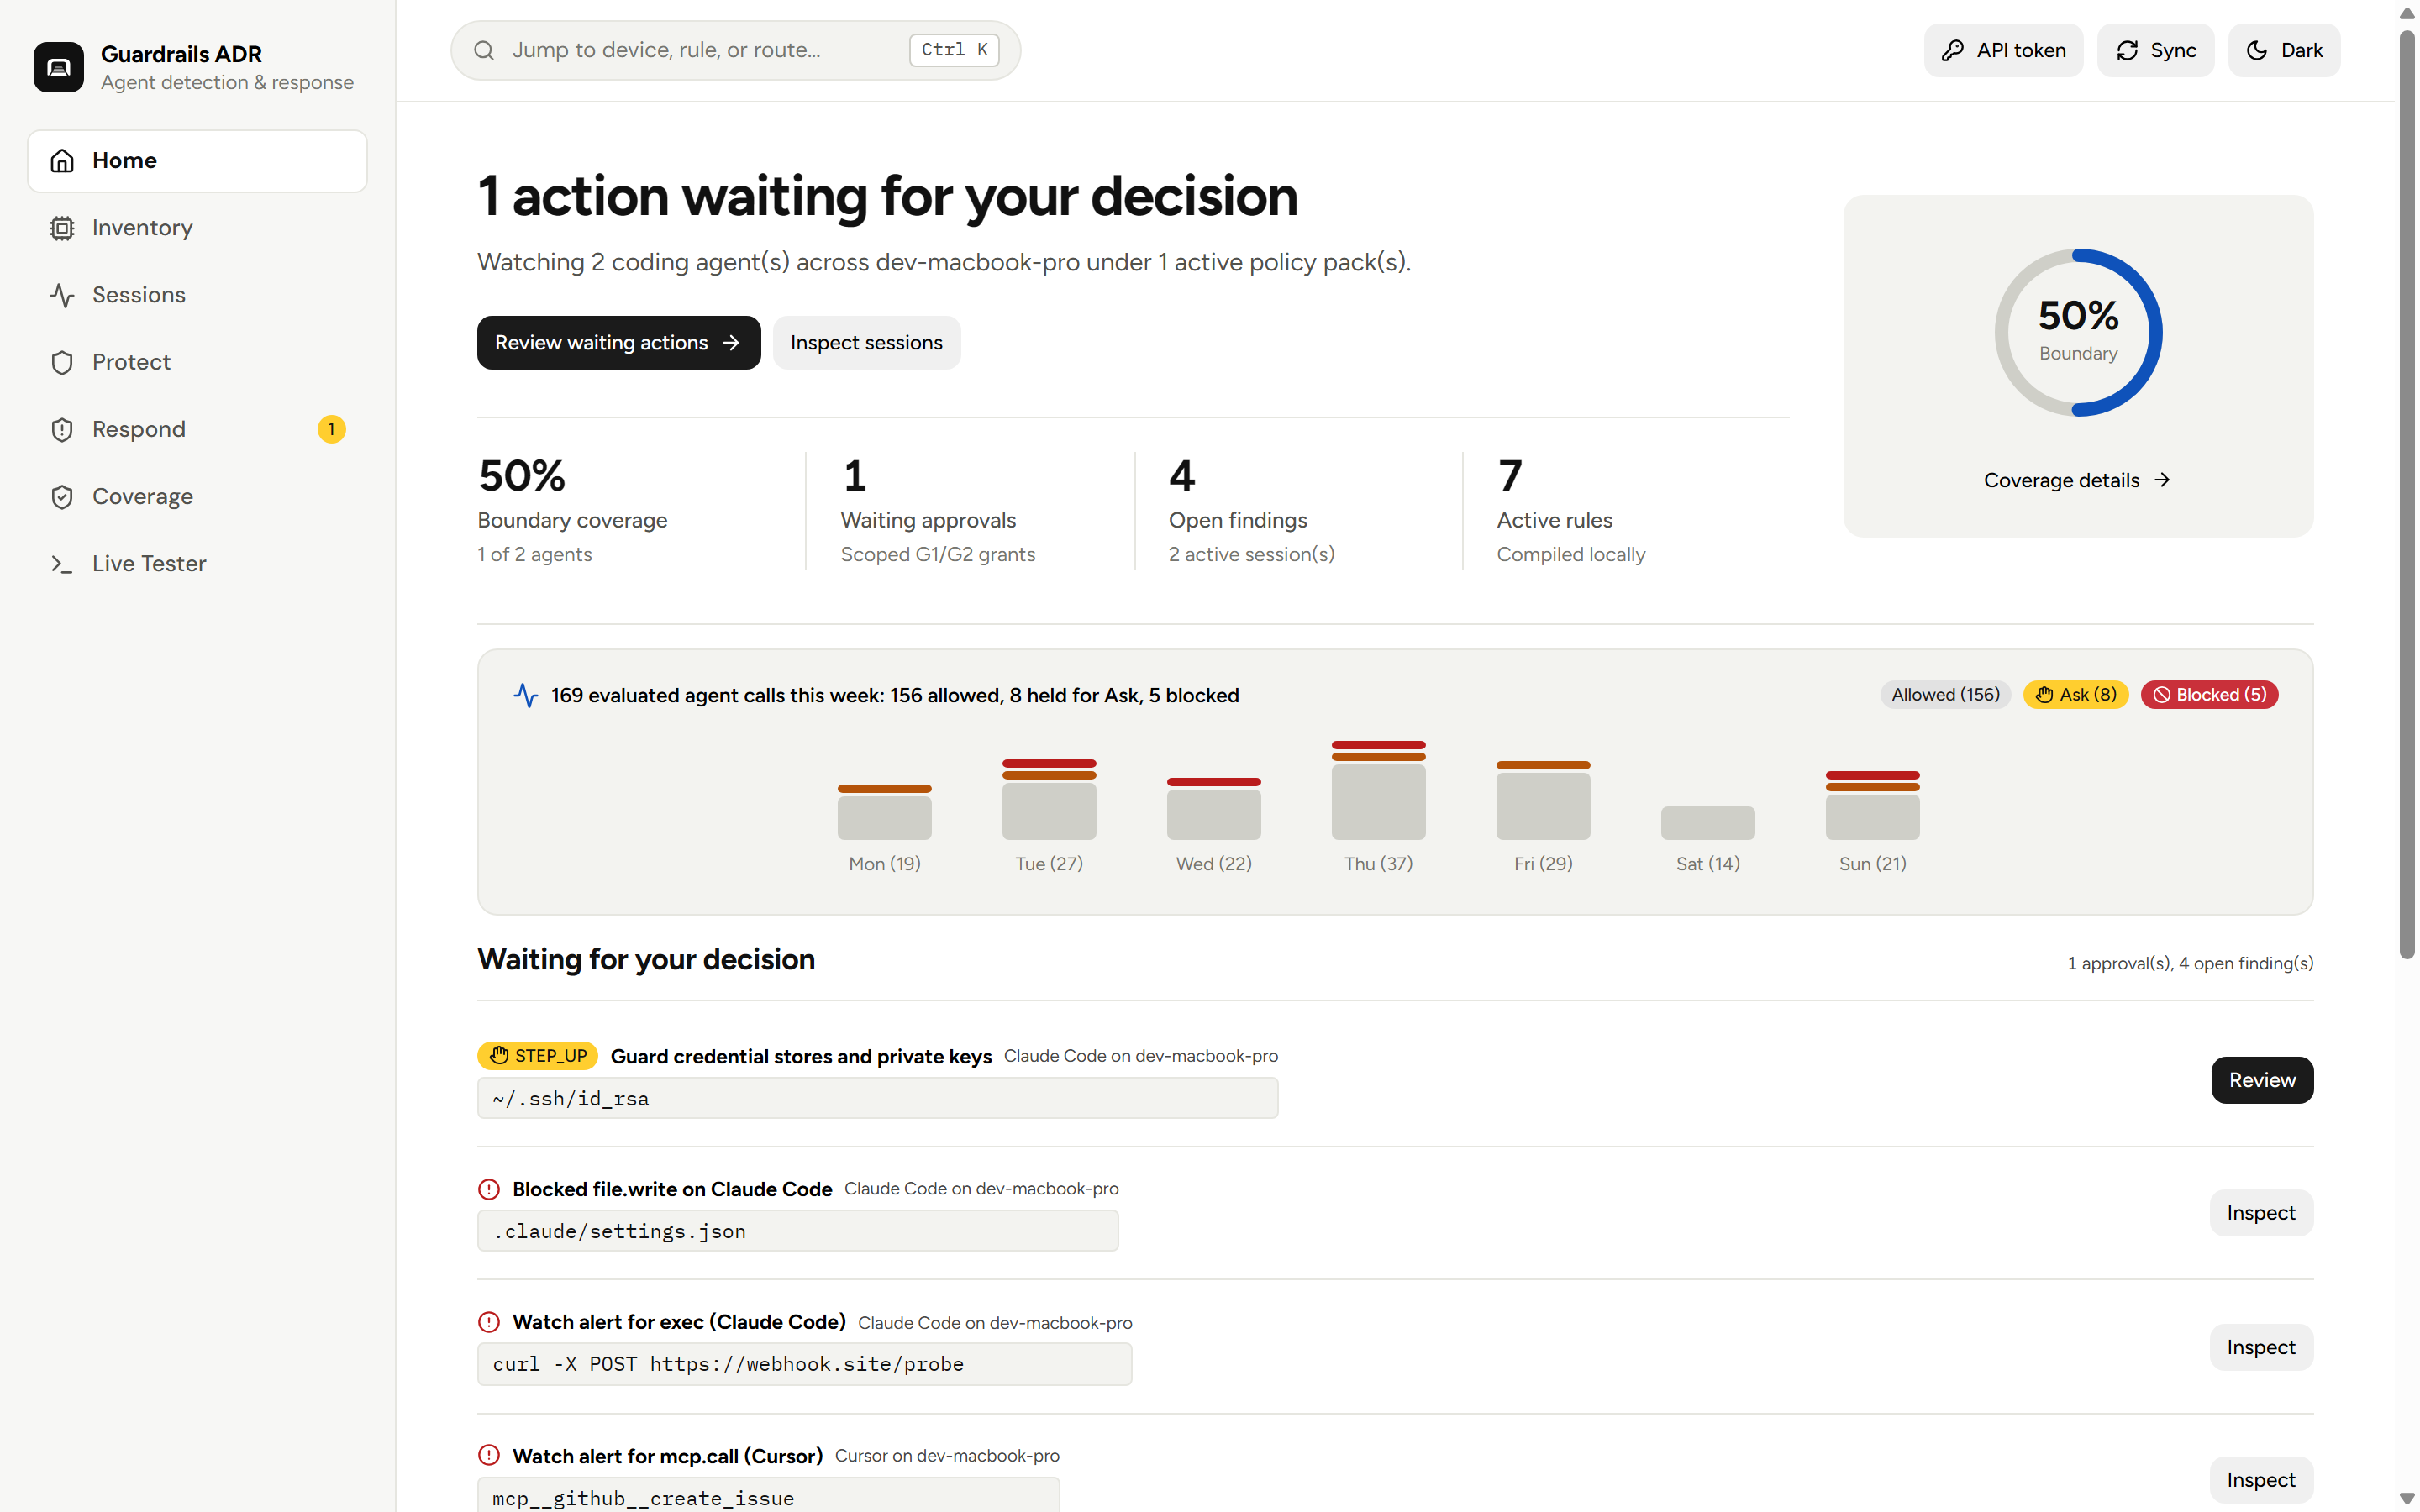 Guardrails ADR
Agent detection & response
Home
Inventory
Sessions
Protect
Respond
1
Coverage
Live Tester
Jump to device, rule, or route...
Ctrl K
API token
Sync
Dark
1 action waiting for your decision
Watching 2 coding agent(s) across dev-macbook-pro under 1 active policy pack(s).
Review waiting actions
Inspect sessions
50%
Boundary
Coverage details
50%
Boundary coverage
1 of 2 agents
1
Waiting approvals
Scoped G1/G2 grants
4
Open findings
2 active session(s)
7
Active rules
Compiled locally
169 evaluated agent calls this week: 156 allowed, 8 held for Ask, 5 blocked
Allowed (156)
Ask (8)
Blocked (5)
Mon (19)
Tue (27)
Wed (22)
Thu (37)
Fri (29)
Sat (14)
Sun (21)
Waiting for your decision
1 approval(s), 4 open finding(s)
STEP_UP
Guard credential stores and private keys
Claude Code on dev-macbook-pro
~/.ssh/id_rsa
Review
Blocked file.write on Claude Code
Claude Code on dev-macbook-pro
.claude/settings.json
Inspect
Watch alert for exec (Claude Code)
Claude Code on dev-macbook-pro
curl -X POST https://webhook.site/probe
Inspect
Watch alert for mcp.call (Cursor)
Cursor on dev-macbook-pro
mcp__github__create_issue
Inspect